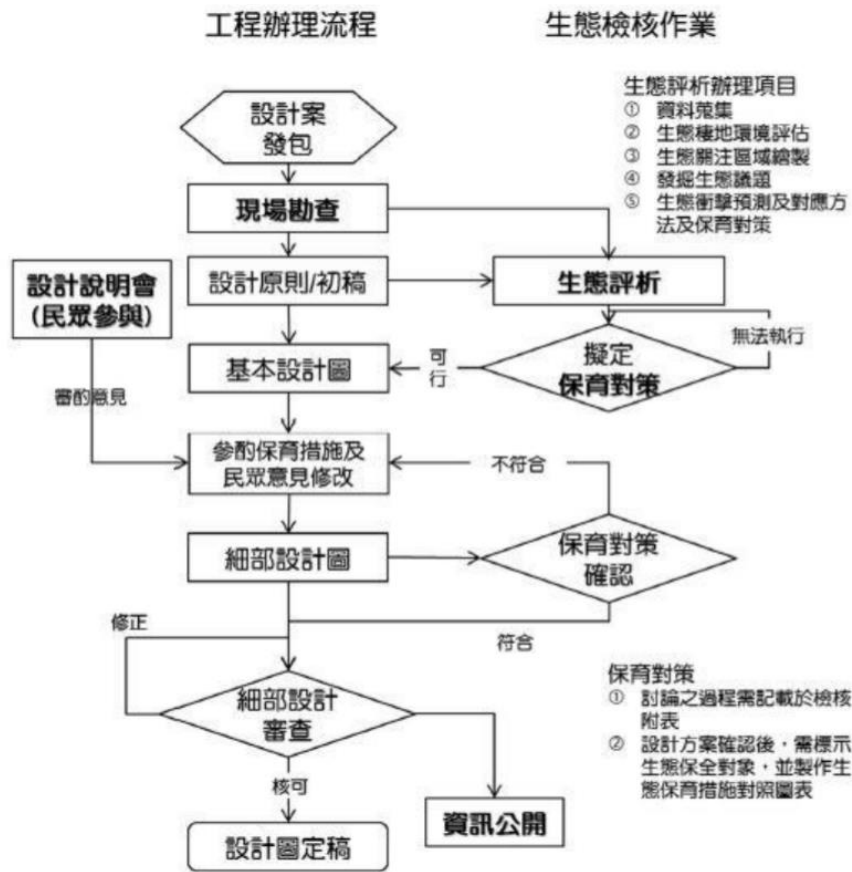 工程辦理流程
生態檢核作業
生態評析辦理項目
① 資料蒐集
② 生態棲地環境評估
③ 生態關注區域繪製
④ 發掘生態議題
⑤ 生態衝擊預測及對應方
法及保育對策
設計案
發包
現場勘查
設計說明會
(民眾參與)
設計原則/初稿
生態評析
無法執行
擬定
保育對策
可
行
基本設計圖
審酌意見
參酌保育措施及
民眾意見修改
不符合
細部設計圖
保育對策
確認
修正
符合
細部設計
審查
保育對策
① 討論之過程需記載於檢核
附表
② 設計方案確認後，需標示
生態保全對象，並製作生
態保育措施對照圖表
核可
資訊公開
設計圖定稿